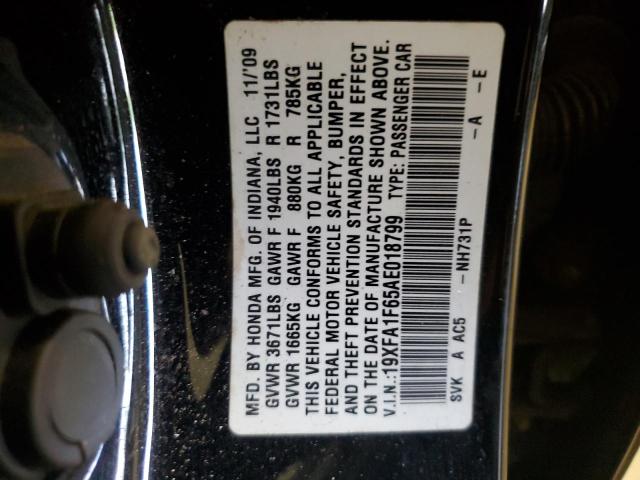 MFD. BY HONDA MFG. OF INDIANA, LLC 11/'09
GVWR 3671LBS GAWR F 1940LBS R 1731LBS
GVWR 1665KG GAWR F 880KG R 785KG
THIS VEHICLE CONFORMS TO ALL APPLICABLE
FEDERAL MOTOR VEHICLE SAFETY, BUMPER,
AND THEFT PREVENTION STANDARDS IN EFFECT
ON THE DATE OF MANUFACTURE SHOWN ABOVE.
V.I.N.:19XFA1F65AE018799 TYPE: PASSENGER CAR
SVK A AC5 -NH731P -A -E